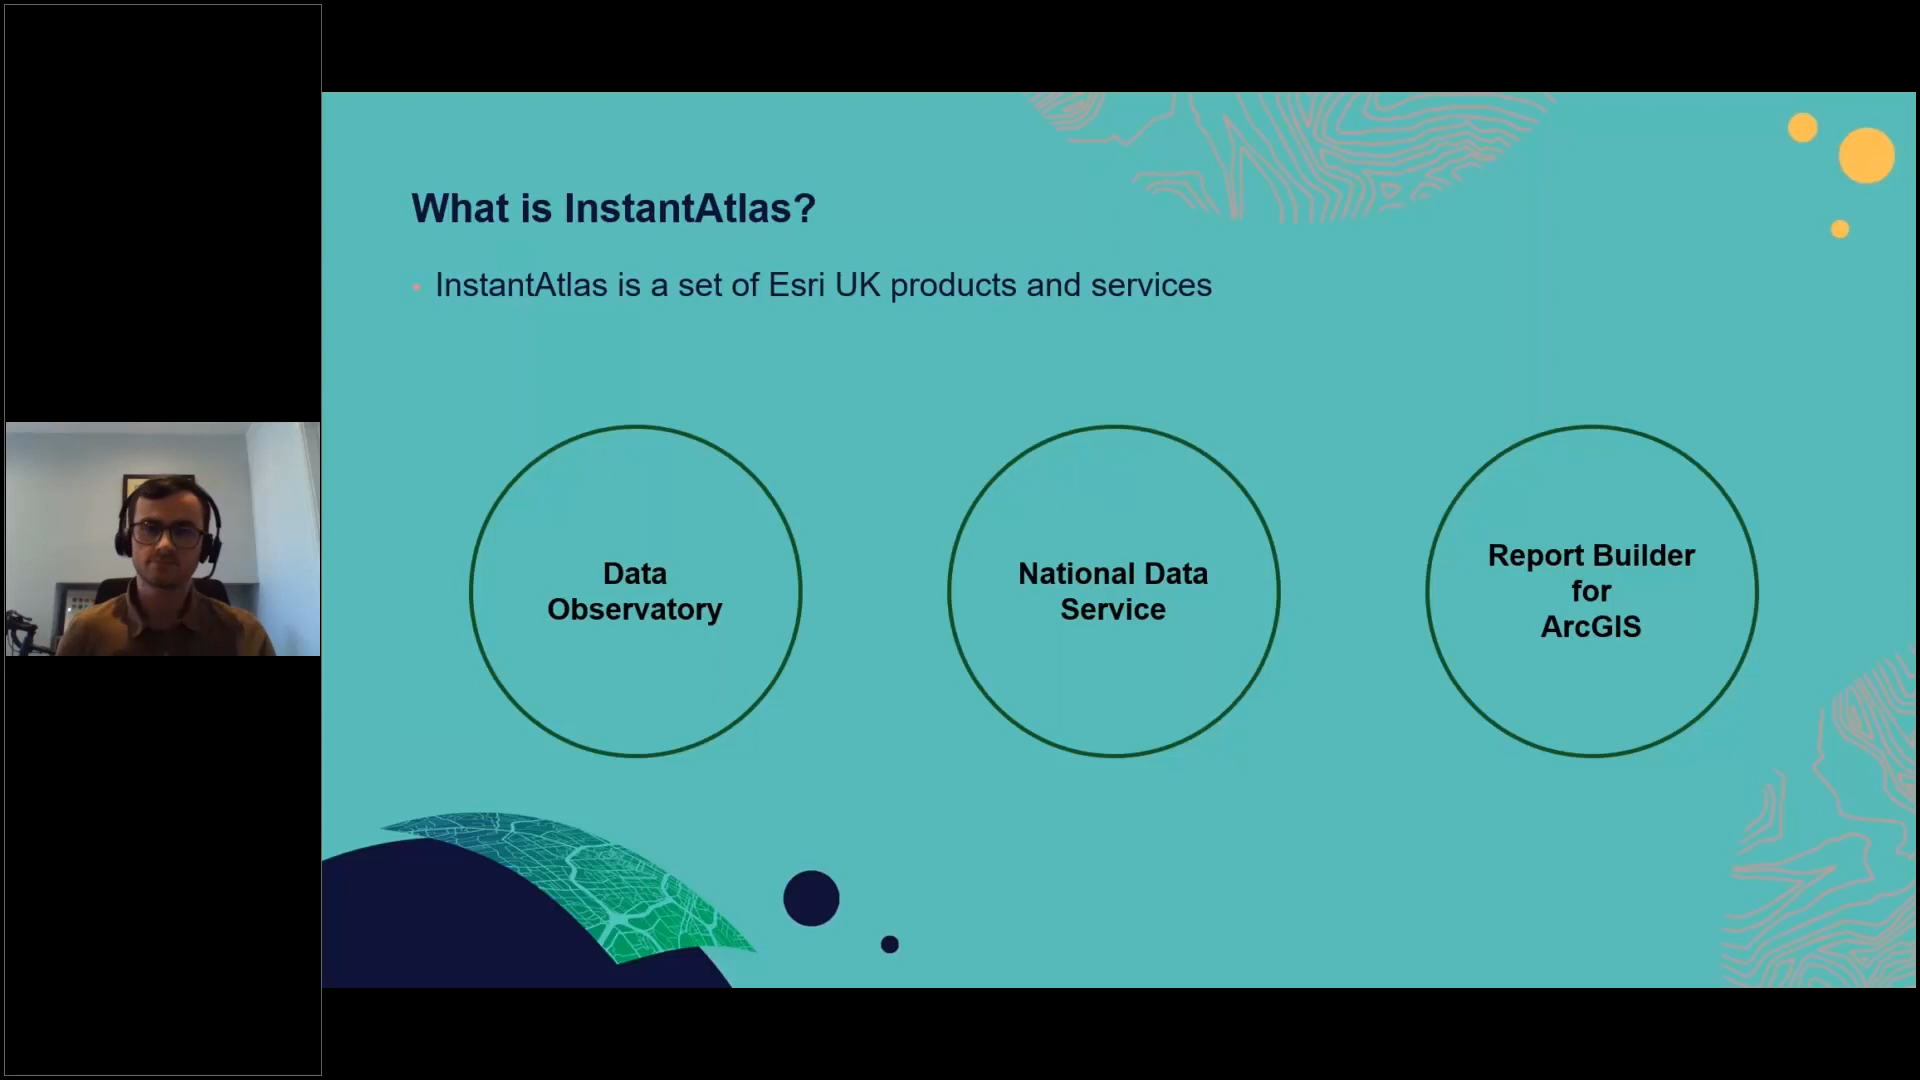 What is InstantAtlas?
• InstantAtlas is a set of Esri UK products and services
Data
Observatory
National Data
Service
Report Builder
for
ArcGIS